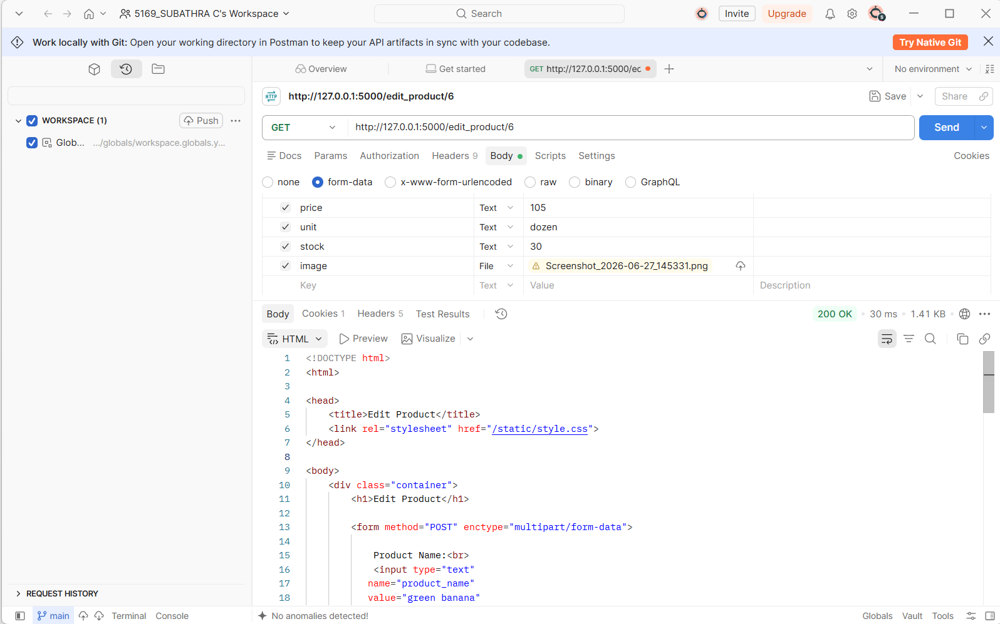 5169_SUBATHRA C's Workspace
Search
Invite
Upgrade
Work locally with Git: Open your working directory in Postman to keep your API artifacts in sync with your codebase.
Try Native Git
Overview
Get started
GET http://127.0.0.1:5000/ec
No environment
HTTP http://127.0.0.1:5000/edit_product/6
Save
Share
WORKSPACE (1)
Push
Glob... .../globals/workspace.globals.y...
GET http://127.0.0.1:5000/edit_product/6
Send
Docs Params Authorization Headers 9 Body Scripts Settings Cookies
none form-data x-www-form-urlencoded raw binary GraphQL
price Text 105
unit Text dozen
stock Text 30
image File Screenshot_2026-06-27_145331.png
Key Text Value Description
Body Cookies 1 Headers 5 Test Results 200 OK 30 ms 1.41 KB
HTML Preview Visualize
1 <!DOCTYPE html>
2 <html>
3
4 <head>
5 <title>Edit Product</title>
6 <link rel="stylesheet" href="/static/style.css">
7 </head>
8
9 <body>
10 <div class="container">
11 <h1>Edit Product</h1>
12
13 <form method="POST" enctype="multipart/form-data">
14
15 Product Name:<br>
16 <input type="text"
17 name="product_name"
18 value="green banana"
REQUEST HISTORY
main Terminal Console No anomalies detected! Globals Vault Tools